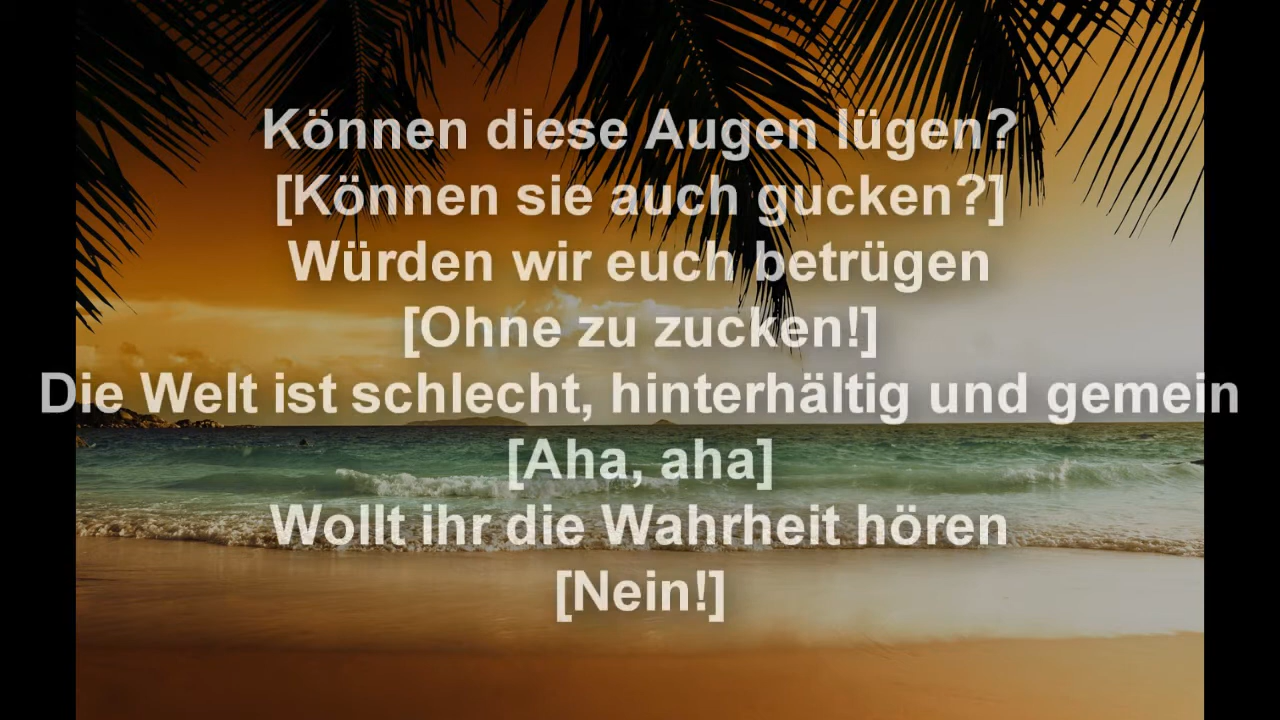 Können diese Augen lügen?
[Können sie auch gucken?]
Würden wir euch betrügen
[Ohne zu zucken!]
Die Welt ist schlecht, hinterhältig und gemein
[Aha, aha]
Wollt ihr die Wahrheit hören
[Nein!]